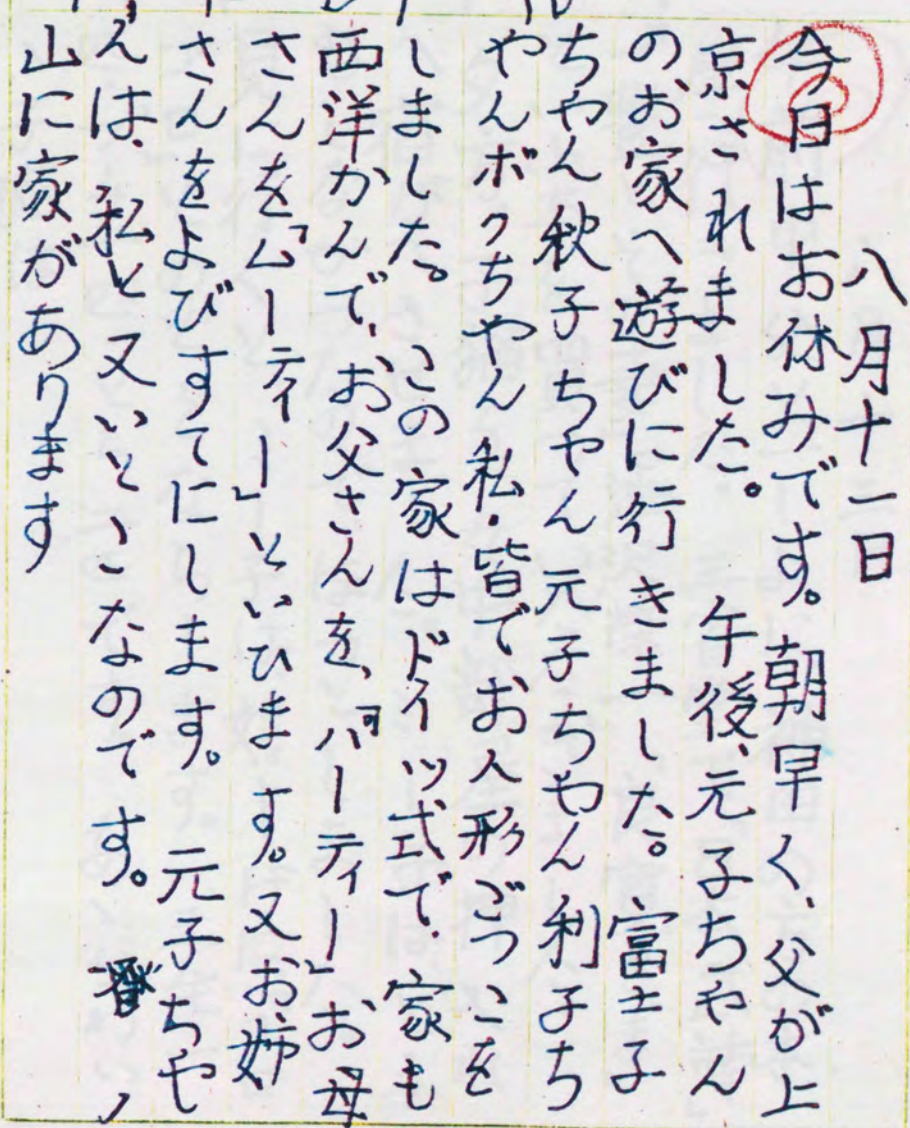 八月十一日
今日はお休みです。朝早く、父が上
京されました。午後、元子ちやん
のお家へ遊びに行きました。富士子
ちやん秋子ちやん元子ちやん利子ち
やんボクちやん私・皆でお人形ごつこを
しました。この家はドイツ式で、家も
西洋かんで、お父さんを、「パーティー」お母
さんを「ムーティー」といひます。又お姉
さんをよびすてにします。元子ちや
んは、私と又いとこなのです。
山に家があります